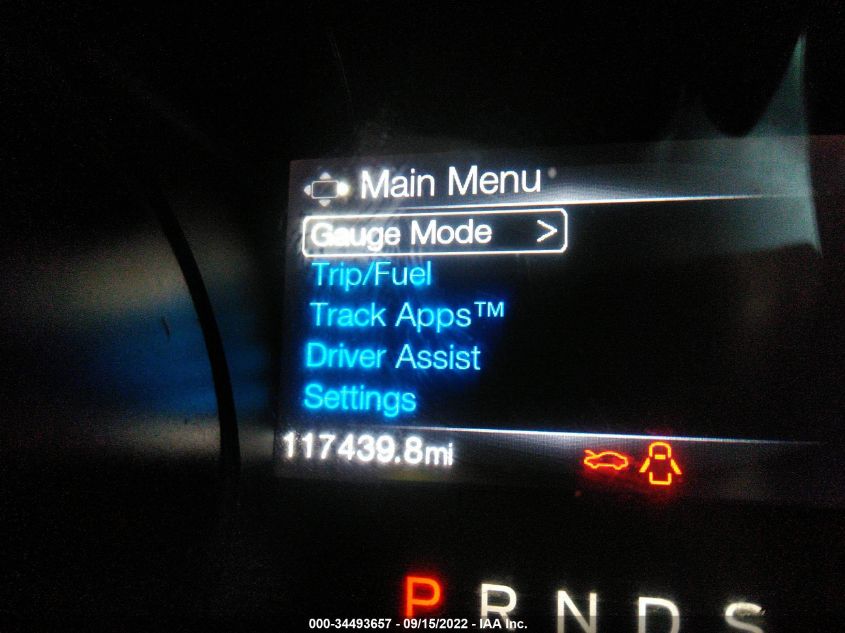 Main Menu
Gauge Mode >
Trip/Fuel
Track Apps™
Driver Assist
Settings
117439.8mi
P R N D S
000-34493657 - 09/15/2022 - IAA Inc.